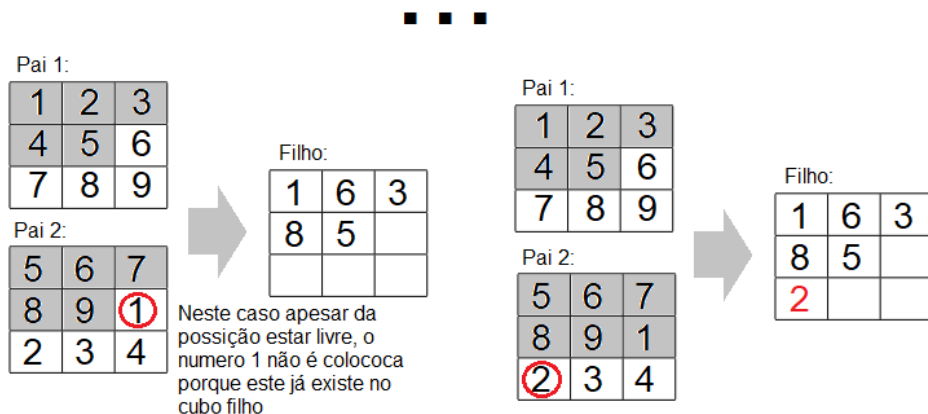 Pai 1:
1 2 3
4 5 6
7 8 9
Pai 2:
5 6 7
8 9 1
2 3 4
Filho:
1 6 3
8 5
Neste caso apesar da
possição estar livre, o
numero 1 não é colococa
porque este já existe no
cubo filho
Pai 1:
1 2 3
4 5 6
7 8 9
Pai 2:
5 6 7
8 9 1
2 3 4
Filho:
1 6 3
8 5
2